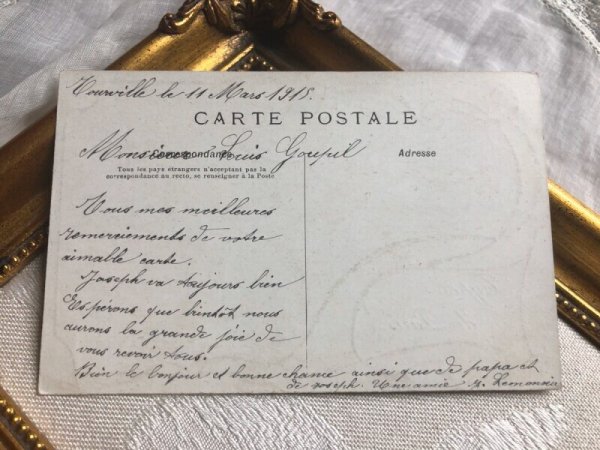 Tourville le 11 Mars 1915.
CARTE POSTALE
Monsieur Louis Goupil
Correspondance
Adresse
Tous les pays étrangers n'acceptant pas la
correspondance au recto, se renseigner à la Poste
Tous mes meilleures
remerciements de votre
aimable carte.
Joseph va toujours bien
Espérons que bientôt nous
aurons la grande joie de
vous revoir tous.
Bien le bonjour et bonne chance ainsi que de papa et
de Joseph. Une amie Lemonnier